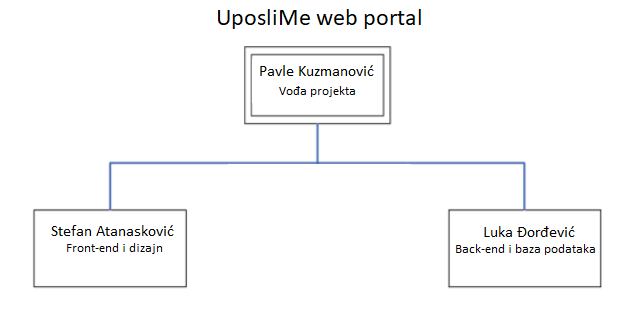 UposliMe web portal
Pavle Kuzmanović
Vođa projekta
Stefan Atanasković
Front-end i dizajn
Luka Đorđević
Back-end i baza podataka